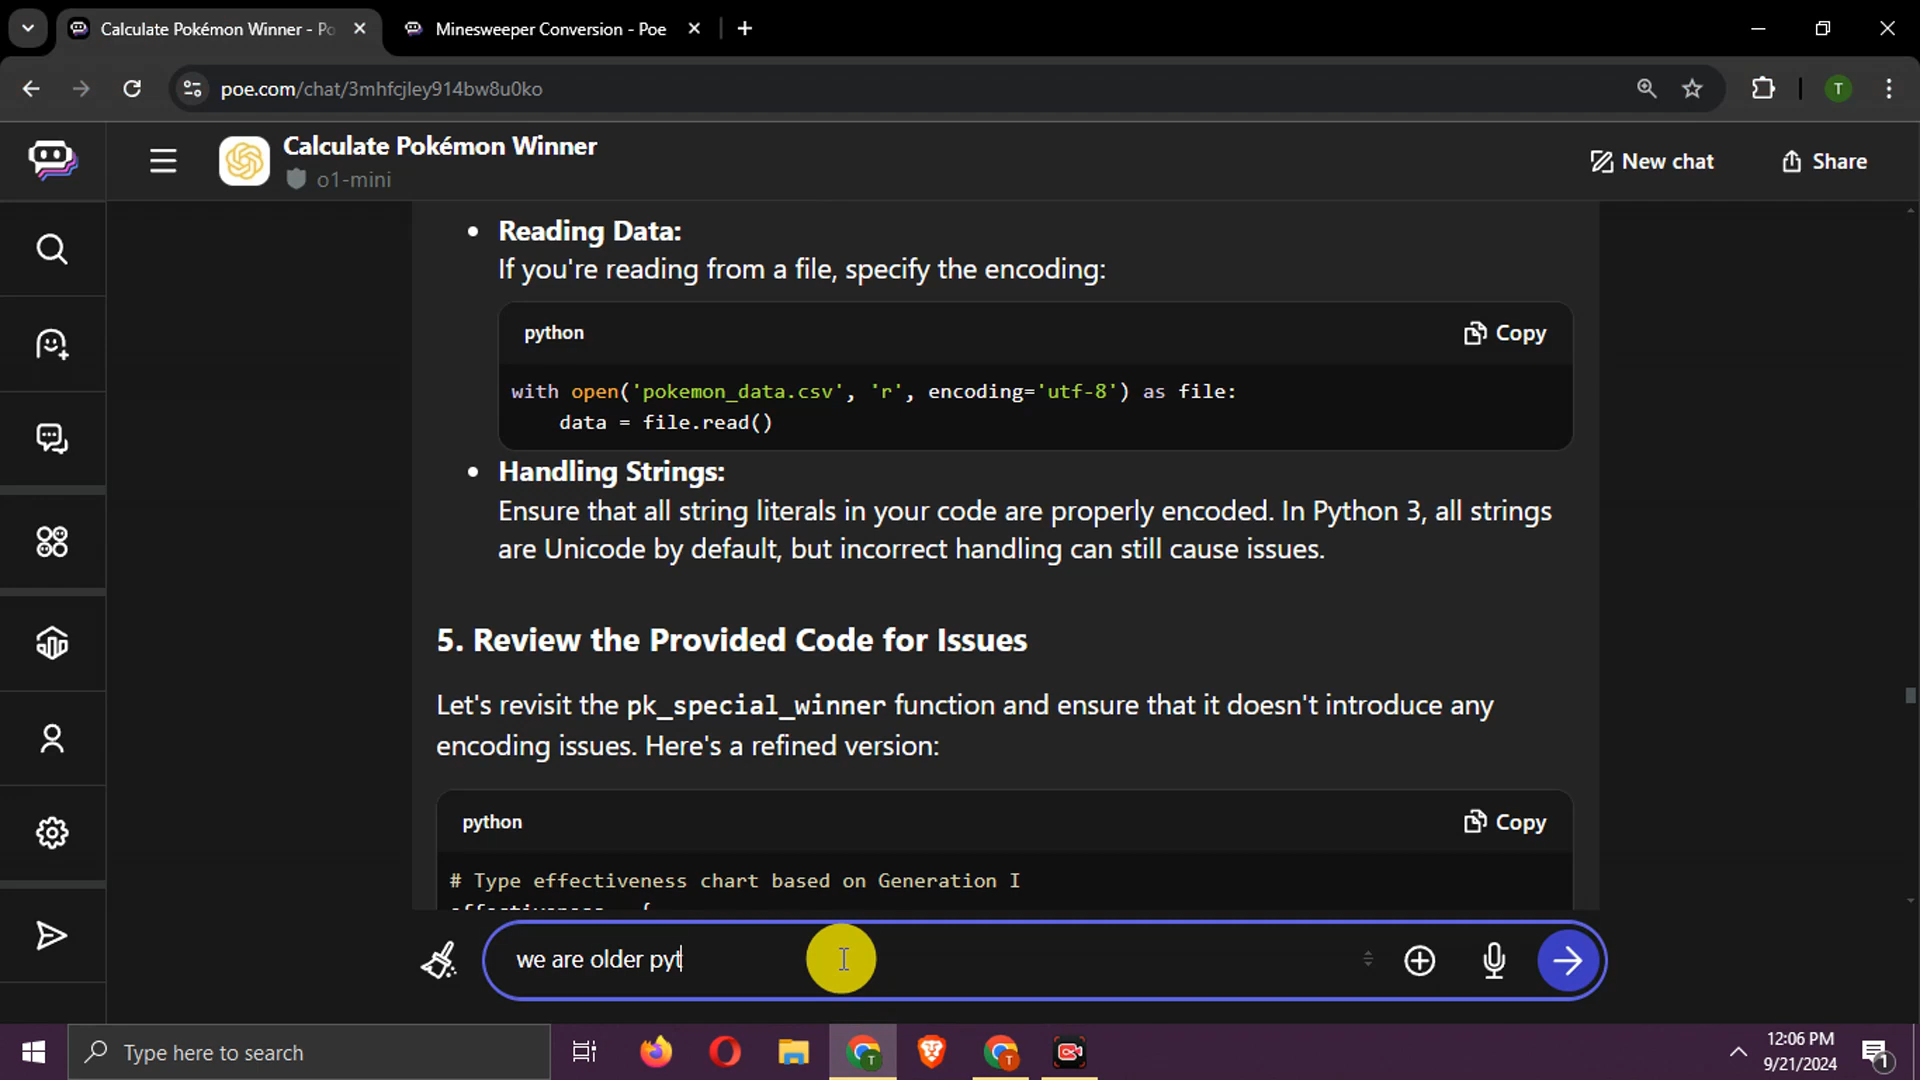 Calculate Pokémon Winner - Po
Minesweeper Conversion - Poe
poe.com/chat/3mhfcjley914bw8u0ko
T
Calculate Pokémon Winner
o1-mini
New chat
Share
Reading Data:
If you're reading from a file, specify the encoding:
python
Copy
with open('pokemon_data.csv', 'r', encoding='utf-8') as file:
data = file.read()
Handling Strings:
Ensure that all string literals in your code are properly encoded. In Python 3, all strings
are Unicode by default, but incorrect handling can still cause issues.
5. Review the Provided Code for Issues
Let's revisit the pk_special_winner function and ensure that it doesn't introduce any
encoding issues. Here's a refined version:
python
Copy
# Type effectiveness chart based on Generation I
effectiveness = {
we are older pyt
Type here to search
T
T
12:06 PM
9/21/2024
1